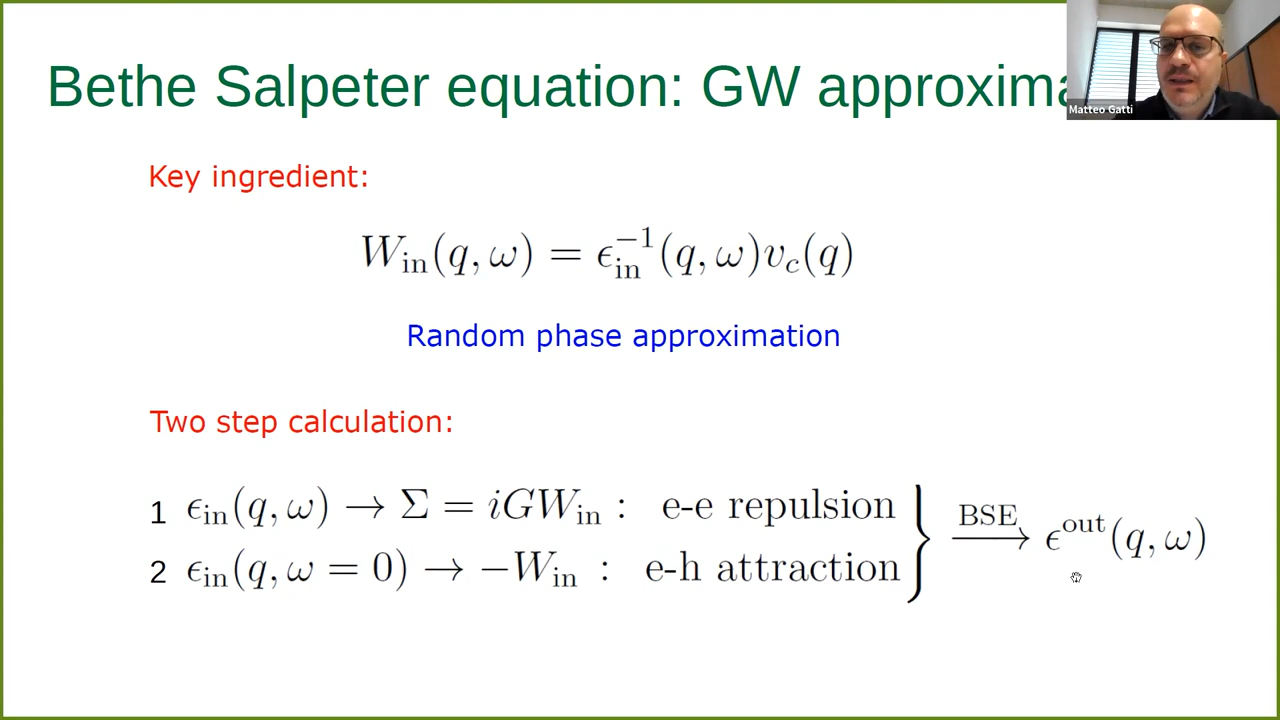 Bethe Salpeter equation: GW approxima
Matteo Gatti
Key ingredient:
W_in(q, ω) = ϵ_in^{-1}(q, ω)v_c(q)
Random phase approximation
Two step calculation:
1 ϵ_in(q, ω) → Σ = iGW_in : e-e repulsion
2 ϵ_in(q, ω = 0) → −W_in : e-h attraction
} BSE → ϵ^out(q, ω)